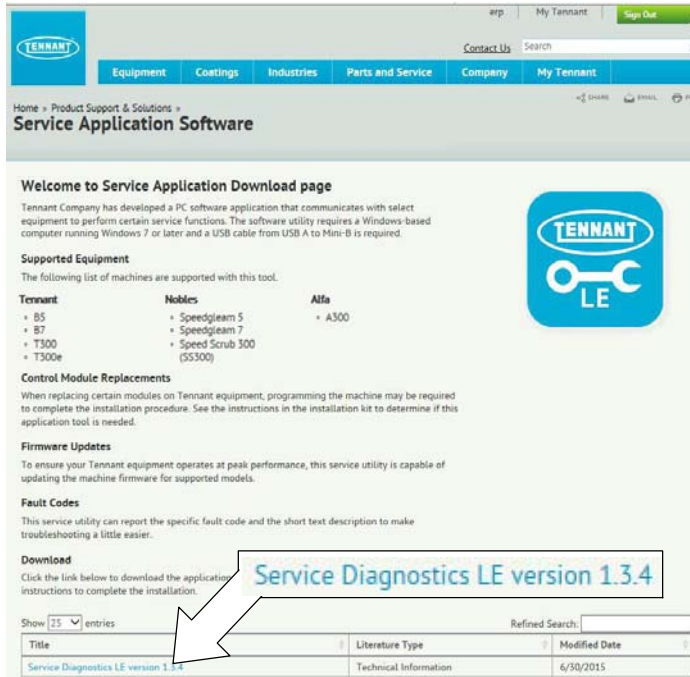 erp
My Tennant
Sign Out
TENNANT
Contact Us
Search
Equipment
Coatings
Industries
Parts and Service
Company
My Tennant
Home » Product Support & Solutions »
SHARE
EMAIL
Service Application Software
Welcome to Service Application Download page
Tennant Company has developed a PC software application that communicates with select
equipment to perform certain service functions. The software utility requires a Windows-based
computer running Windows 7 or later and a USB cable from USB A to Mini-B is required.
TENNANT
LE
Supported Equipment
The following list of machines are supported with this tool.
Tennant
Nobles
Alfa
B5
Speedgleam 5
A300
B7
Speedgleam 7
T300
Speed Scrub 300
T300e
(SS300)
Control Module Replacements
When replacing certain modules on Tennant equipment, programming the machine may be required
to complete the installation procedure. See the instructions in the installation kit to determine if this
application tool is needed.
Firmware Updates
To ensure your Tennant equipment operates at peak performance, this service utility is capable of
updating the machine firmware for supported models.
Fault Codes
This service utility can report the specific fault code and the short text description to make
troubleshooting a little easier.
Download
Click the link below to download the application
instructions to complete the installation.
Service Diagnostics LE version 1.3.4
Show 25 entries
Refined Search:
Title
Literature Type
Modified Date
Service Diagnostics LE version 1.3.4
Technical Information
6/30/2015